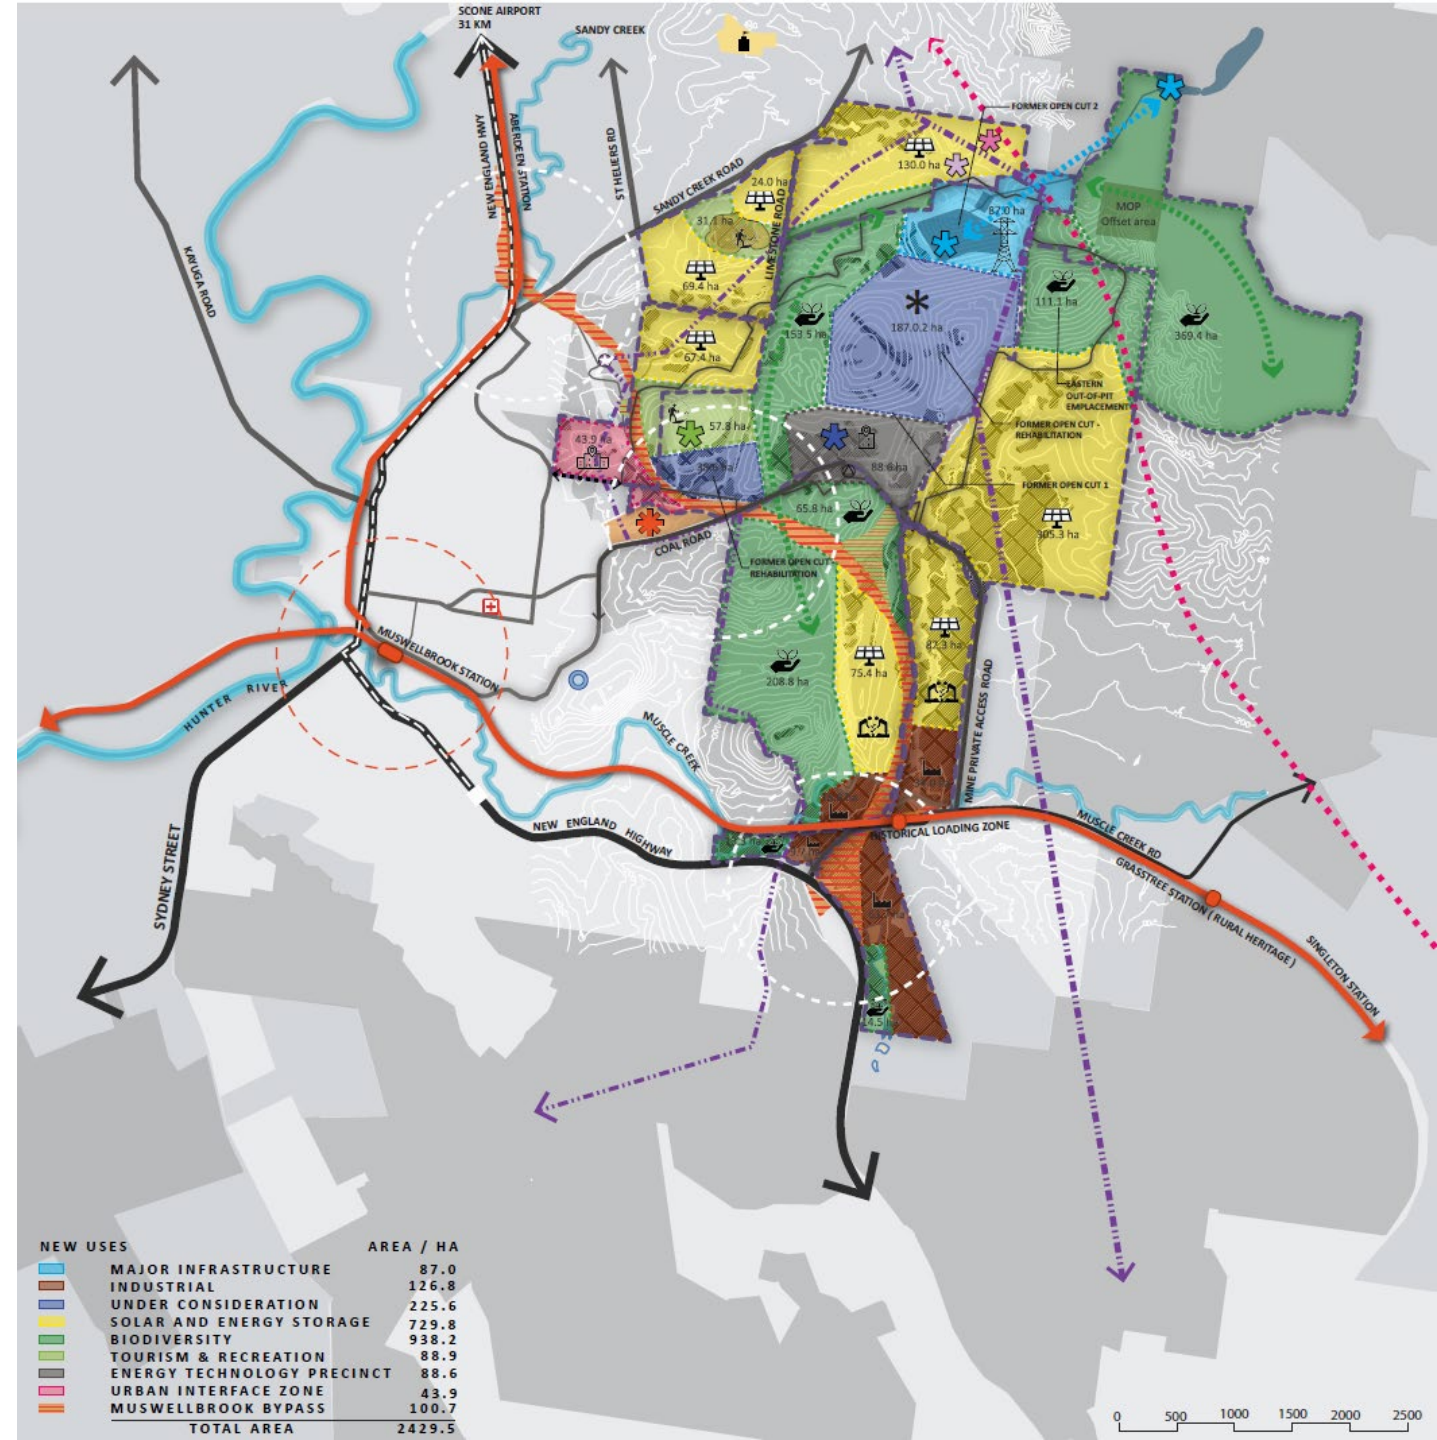 SCONE AIRPORT
31 KM
SANDY CREEK
NEW ENGLAND HWAY
ABERDEEN STATION
ST HELIERS RD
SANDY CREEK ROAD
KAYUGA ROAD
LIMESTONE ROAD
FORMER OPEN CUT 2
130.0 ha
24.0 ha
31.1 ha
87.0 ha
MOP
Offset area
69.4 ha
67.4 ha
153.5 ha
187.0.2 ha
111.1 ha
369.4 ha
EASTERN
OUT-OF-PIT
EMPLACEMENT
FORMER OPEN CUT -
REHABILITATION
57.8 ha
43.9 ha
88.6 ha
FORMER OPEN CUT 1
65.8 ha
305.3 ha
COAL ROAD
FORMER OPEN CUT
REHABILITATION
MUSWELLBROOK STATION
HUNTER RIVER
208.8 ha
75.4 ha
82.3 ha
MINE PRIVATE ACCESS ROAD
MUSCLE CREEK
NEW ENGLAND HIGHWAY
HISTORICAL LOADING ZONE
MUSCLE CREEK RD
GRASSTREE STATION ( RURAL HERITAGE )
SINGLETON STATION
SYDNEY STREET
14.5 ha
NEW USES AREA / HA
MAJOR INFRASTRUCTURE 87.0
INDUSTRIAL 126.8
UNDER CONSIDERATION 225.6
SOLAR AND ENERGY STORAGE 729.8
BIODIVERSITY 938.2
TOURISM & RECREATION 88.9
ENERGY TECHNOLOGY PRECINCT 88.6
URBAN INTERFACE ZONE 43.9
MUSWELLBROOK BYPASS 100.7
TOTAL AREA 2429.5
0 500 1000 1500 2000 2500